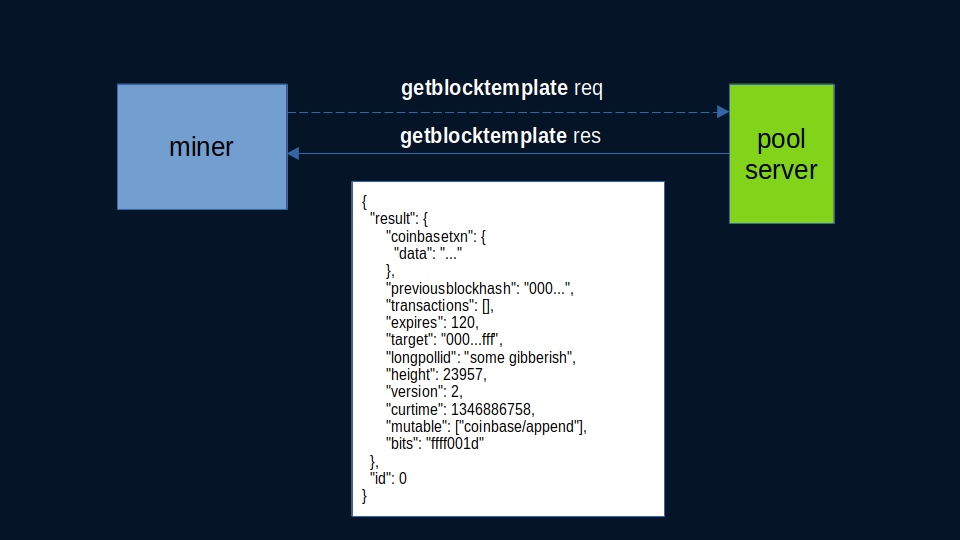 getblocktemplate req
miner
getblocktemplate res
pool
server
{
"result": {
"coinbasetxn": {
"data": "..."
},
"previousblockhash": "000...",
"transactions": [],
"expires": 120,
"target": "000...fff",
"longpollid": "some gibberish",
"height": 23957,
"version": 2,
"curtime": 1346886758,
"mutable": ["coinbase/append"],
"bits": "ffff001d"
},
"id": 0
}